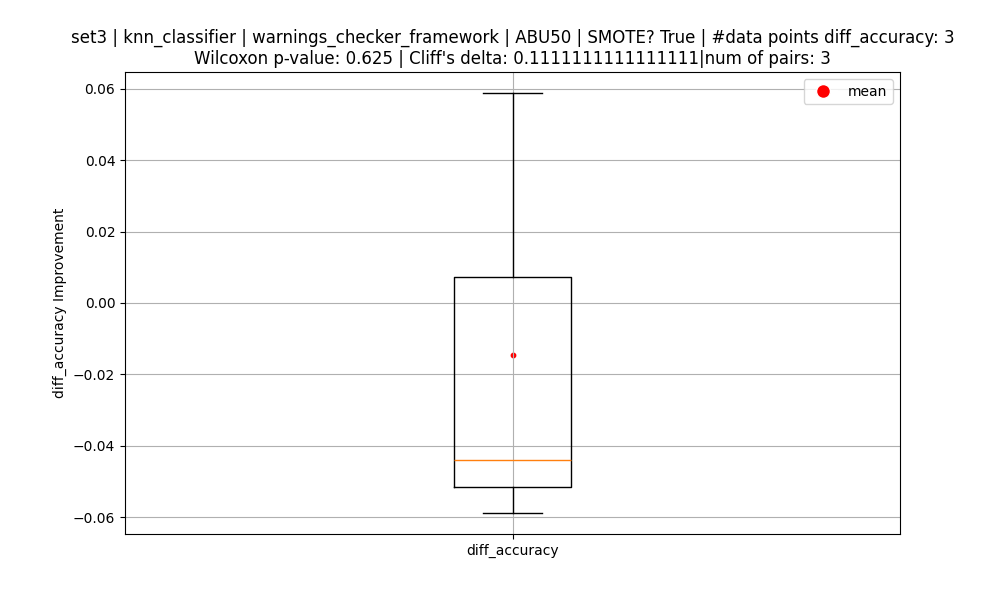 set3 | knn_classifier | warnings_checker_framework | ABU50 | SMOTE? True | #data points diff_accuracy: 3
Wilcoxon p-value: 0.625 | Cliff's delta: 0.1111111111111111|num of pairs: 3
mean
diff_accuracy Improvement
0.06
0.04
0.02
0.00
−0.02
−0.04
−0.06
diff_accuracy